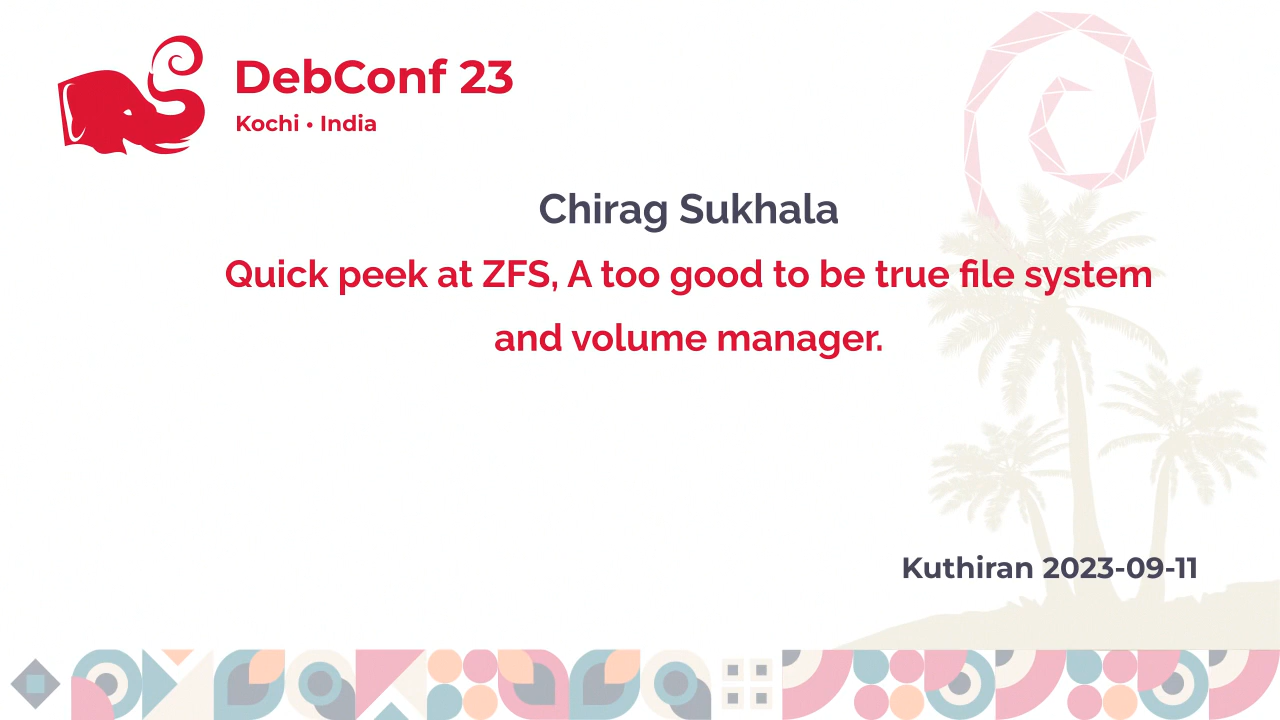 DebConf 23
Kochi • India
Chirag Sukhala
Quick peek at ZFS, A too good to be true file system
and volume manager.
Kuthiran 2023-09-11